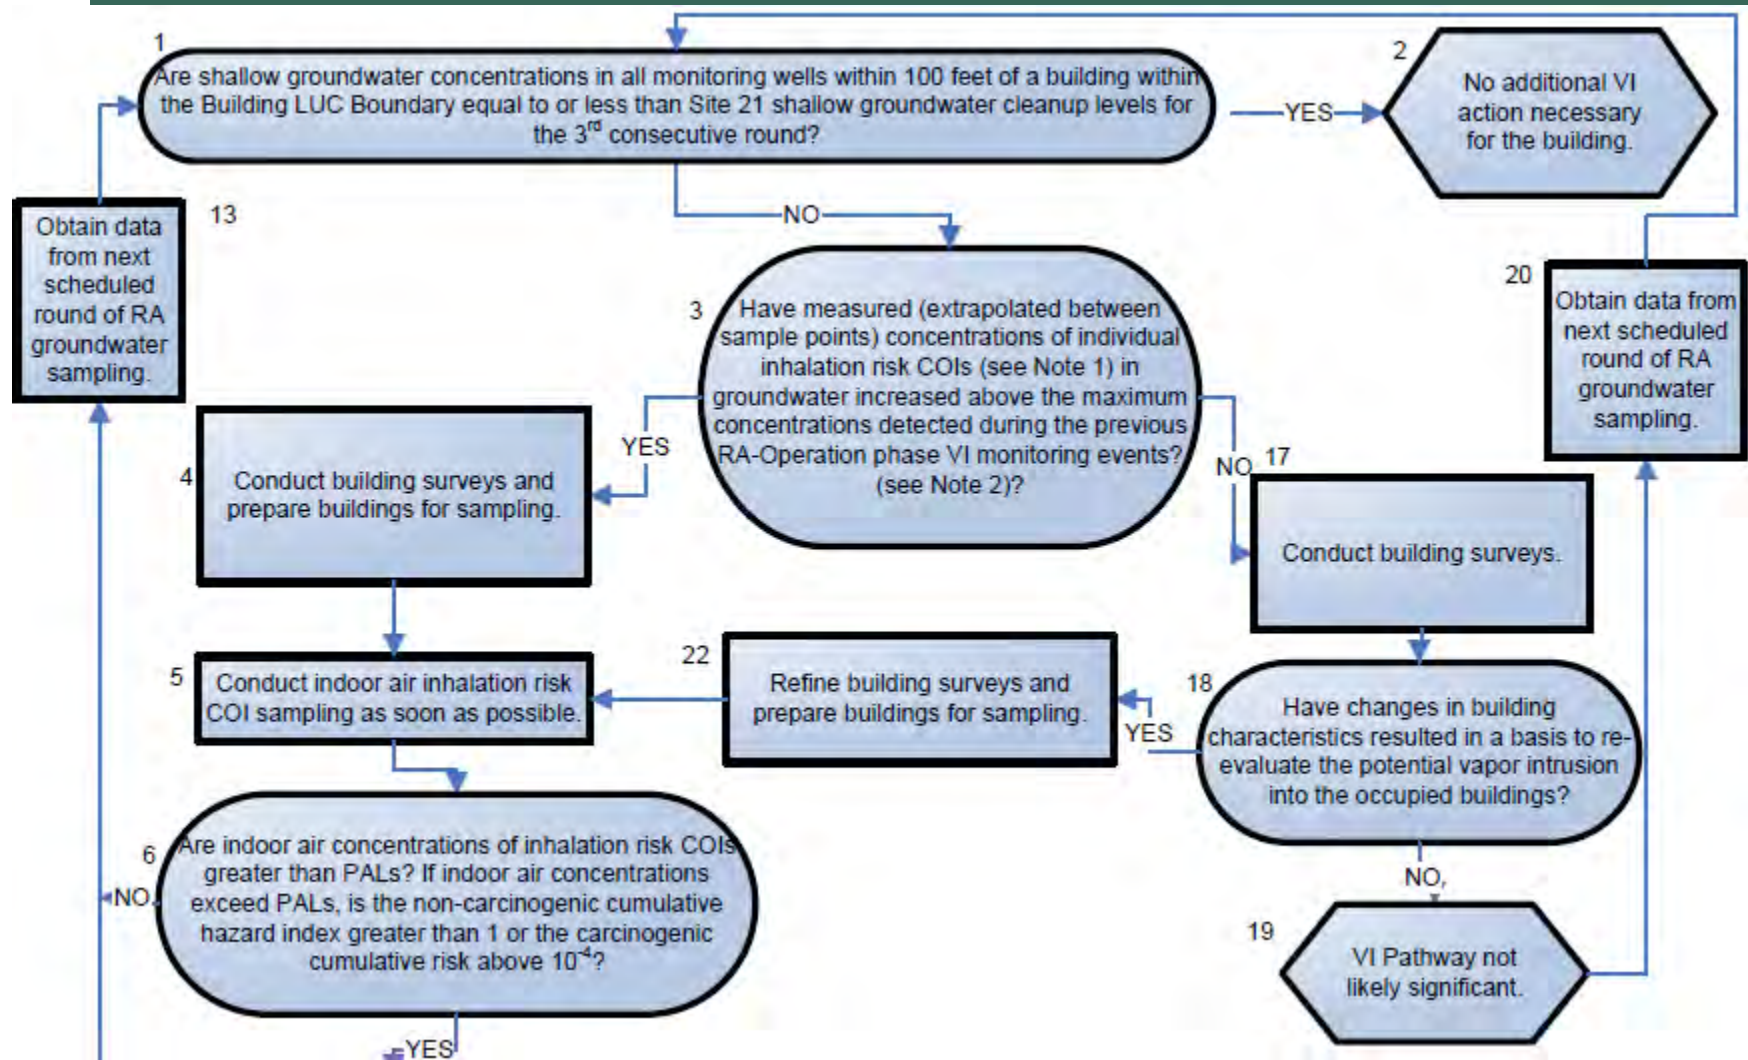 1
Are shallow groundwater concentrations in all monitoring wells within 100 feet of a building within
the Building LUC Boundary equal to or less than Site 21 shallow groundwater cleanup levels for
the 3rd consecutive round?
YES
2
No additional VI
action necessary
for the building.
NO
13
Obtain data
from next
scheduled
round of RA
groundwater
sampling.
3
Have measured (extrapolated between
sample points) concentrations of individual
inhalation risk COIs (see Note 1) in
groundwater increased above the maximum
concentrations detected during the previous
RA-Operation phase VI monitoring events?
(see Note 2)?
20
Obtain data from
next scheduled
round of RA
groundwater
sampling.
YES
NO
4
Conduct building surveys and
prepare buildings for sampling.
17
Conduct building surveys.
5
Conduct indoor air inhalation risk
COI sampling as soon as possible.
22
Refine building surveys and
prepare buildings for sampling.
YES
18
Have changes in building
characteristics resulted in a basis to re-
evaluate the potential vapor intrusion
into the occupied buildings?
NO,
6
Are indoor air concentrations of inhalation risk COIs
greater than PALs? If indoor air concentrations
exceed PALs, is the non-carcinogenic cumulative
hazard index greater than 1 or the carcinogenic
cumulative risk above 10-4?
NO
YES
19
VI Pathway not
likely significant.